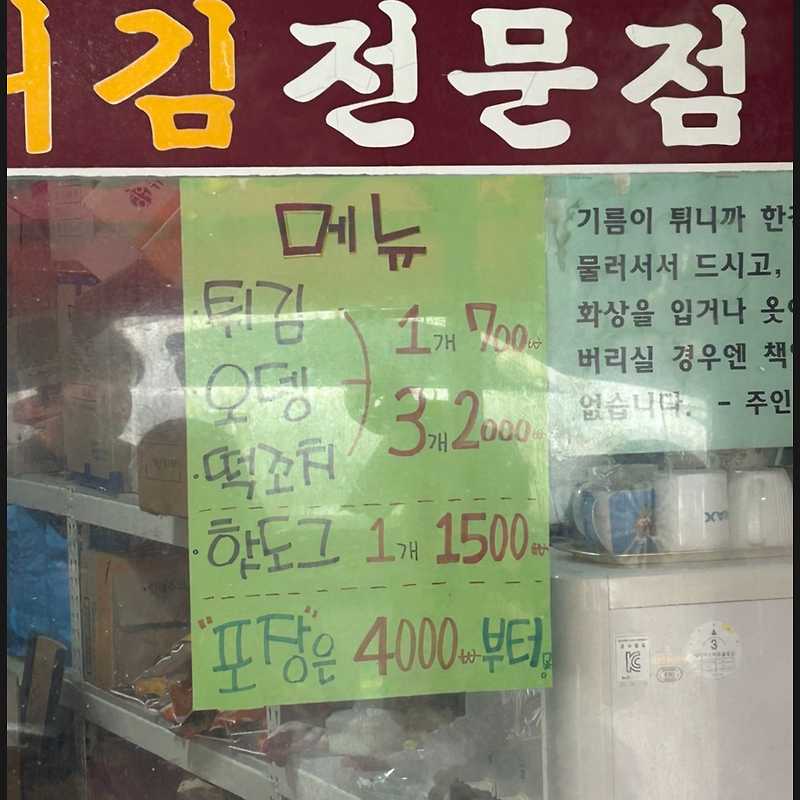 김 전문점
메뉴
튀김
오뎅
떡꼬치
1개 700₩
3개 2000₩
핫도그 1개 1500₩
"포장"은 4000₩ 부터
기름이 튀니까 한
물러서서 드시고,
화상을 입거나 옷
버리실 경우엔 책
없습니다. - 주인
3